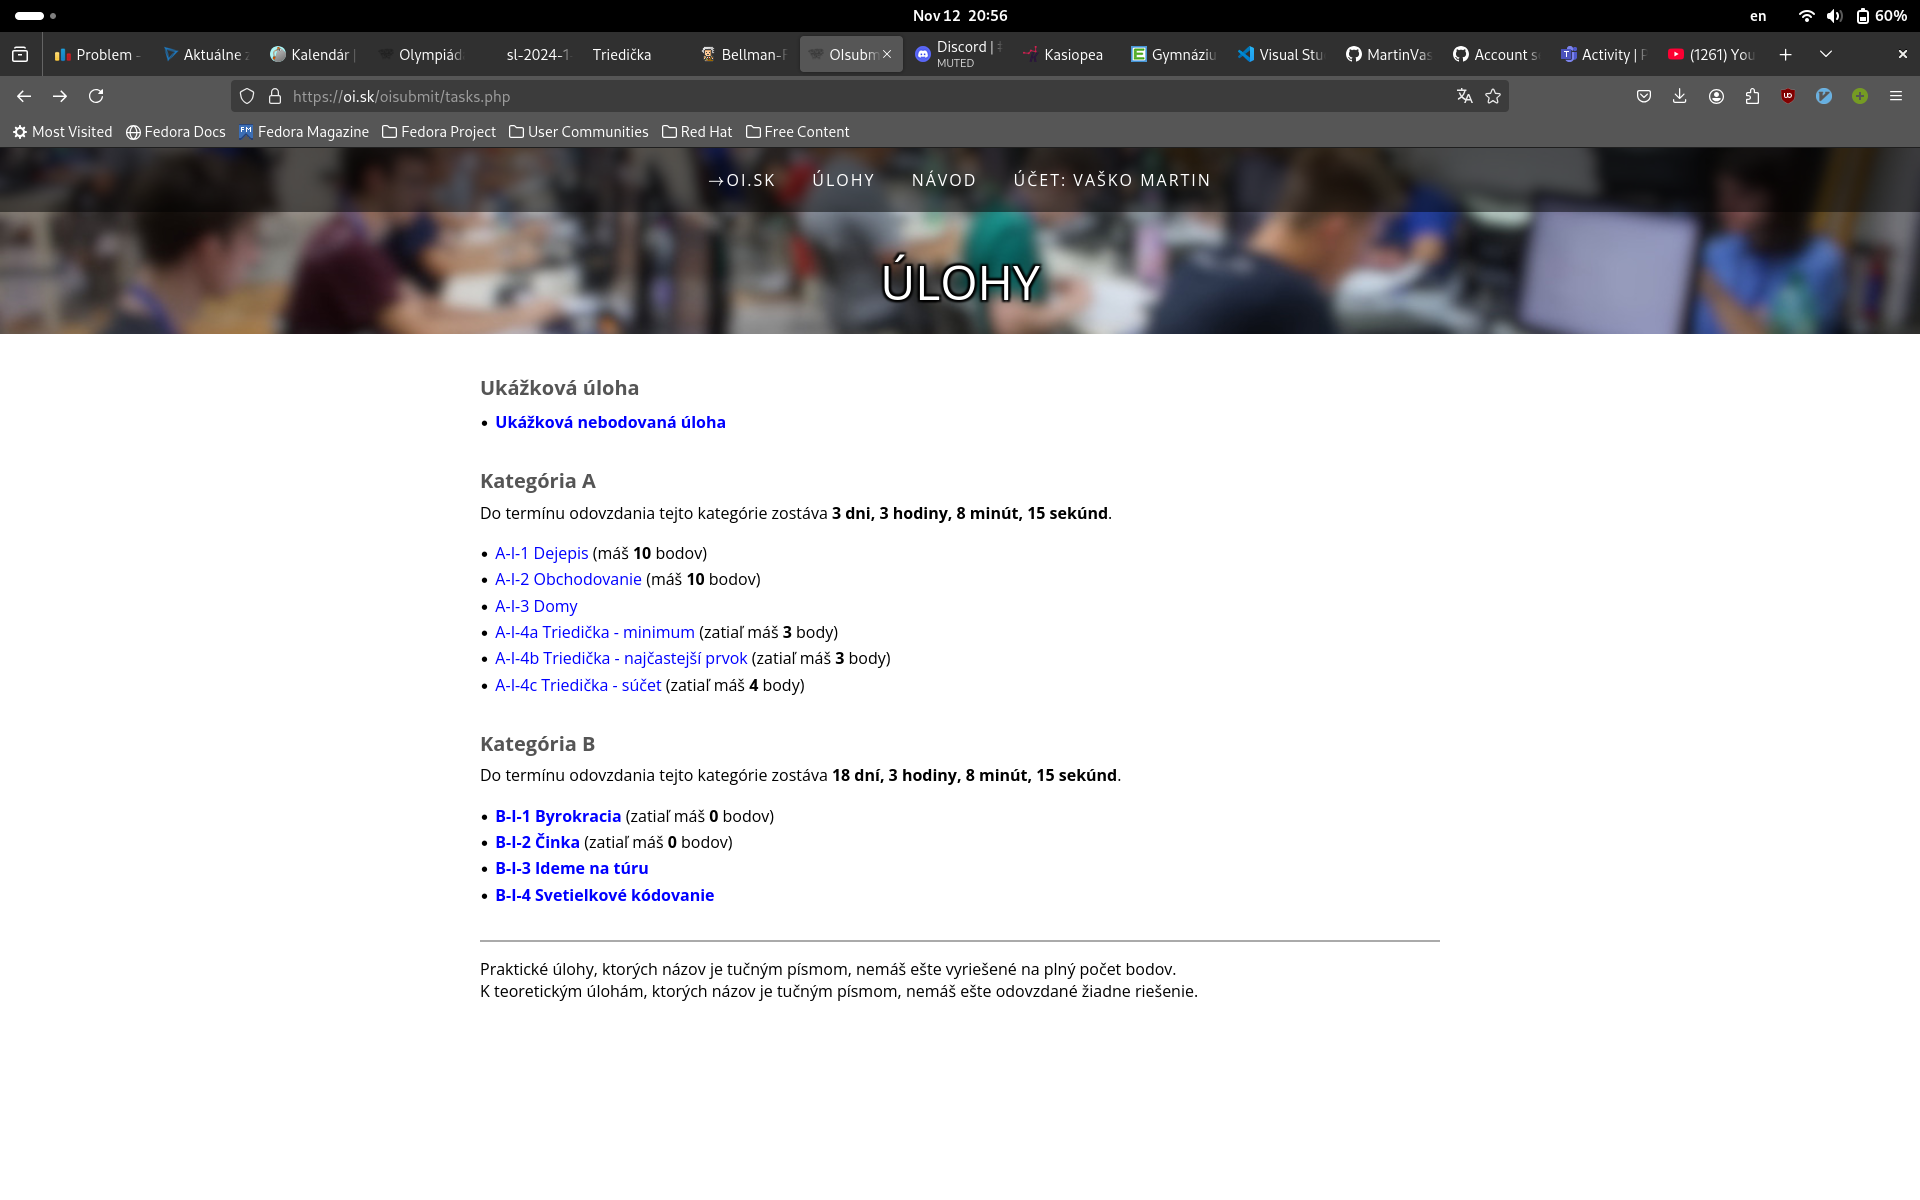 Nov 12 20:56
en
60%
Problem -
Aktuálne z
Kalendár |
Olympiád
sl-2024-1
Triedička
Bellman-F
OIsubm
Discord |
MUTED
Kasiopea
Gymnáziu
Visual Stu
MartinVas
Account s
Activity | P
(1261) You
https://oi.sk/oisubmit/tasks.php
Most Visited
Fedora Docs
Fedora Magazine
Fedora Project
User Communities
Red Hat
Free Content
→OI.SK
ÚLOHY
NÁVOD
ÚČET: VAŠKO MARTIN
ÚLOHY
Ukážková úloha
• Ukážková nebodovaná úloha
Kategória A
Do termínu odovzdania tejto kategórie zostáva 3 dni, 3 hodiny, 8 minút, 15 sekúnd.
• A-I-1 Dejepis (máš 10 bodov)
• A-I-2 Obchodovanie (máš 10 bodov)
• A-I-3 Domy
• A-I-4a Triedička - minimum (zatiaľ máš 3 body)
• A-I-4b Triedička - najčastejší prvok (zatiaľ máš 3 body)
• A-I-4c Triedička - súčet (zatiaľ máš 4 body)
Kategória B
Do termínu odovzdania tejto kategórie zostáva 18 dní, 3 hodiny, 8 minút, 15 sekúnd.
• B-I-1 Byrokracia (zatiaľ máš 0 bodov)
• B-I-2 Činka (zatiaľ máš 0 bodov)
• B-I-3 Ideme na túru
• B-I-4 Svetielkové kódovanie
Praktické úlohy, ktorých názov je tučným písmom, nemáš ešte vyriešené na plný počet bodov.
K teoretickým úlohám, ktorých názov je tučným písmom, nemáš ešte odovzdané žiadne riešenie.